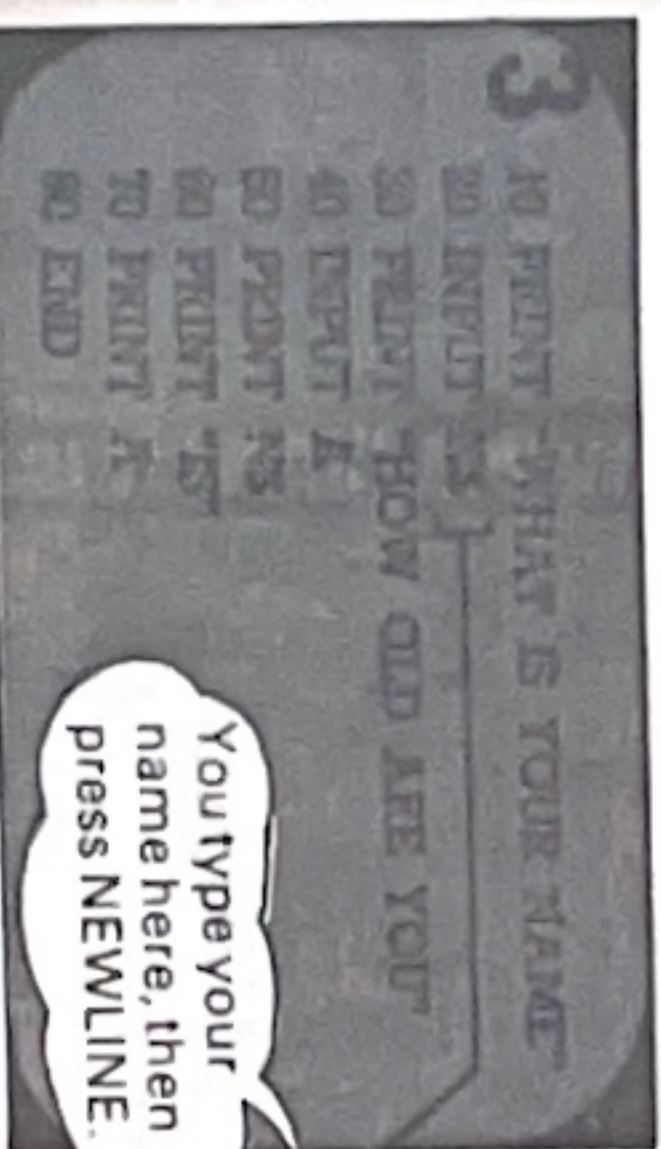 3
10 PRINT "WHAT IS YOUR NAME"
20 INPUT
30 PRINT "HOW OLD ARE YOU"
40 INPUT A
50 PRINT N$
60 PRINT "IS"
70 PRINT A
80 END
You type your
name here, then
press NEWLINE.